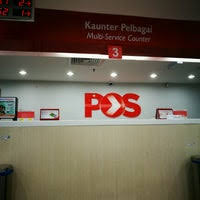 Kaunter Pelbagai
Multi-Service Counter
3
POS